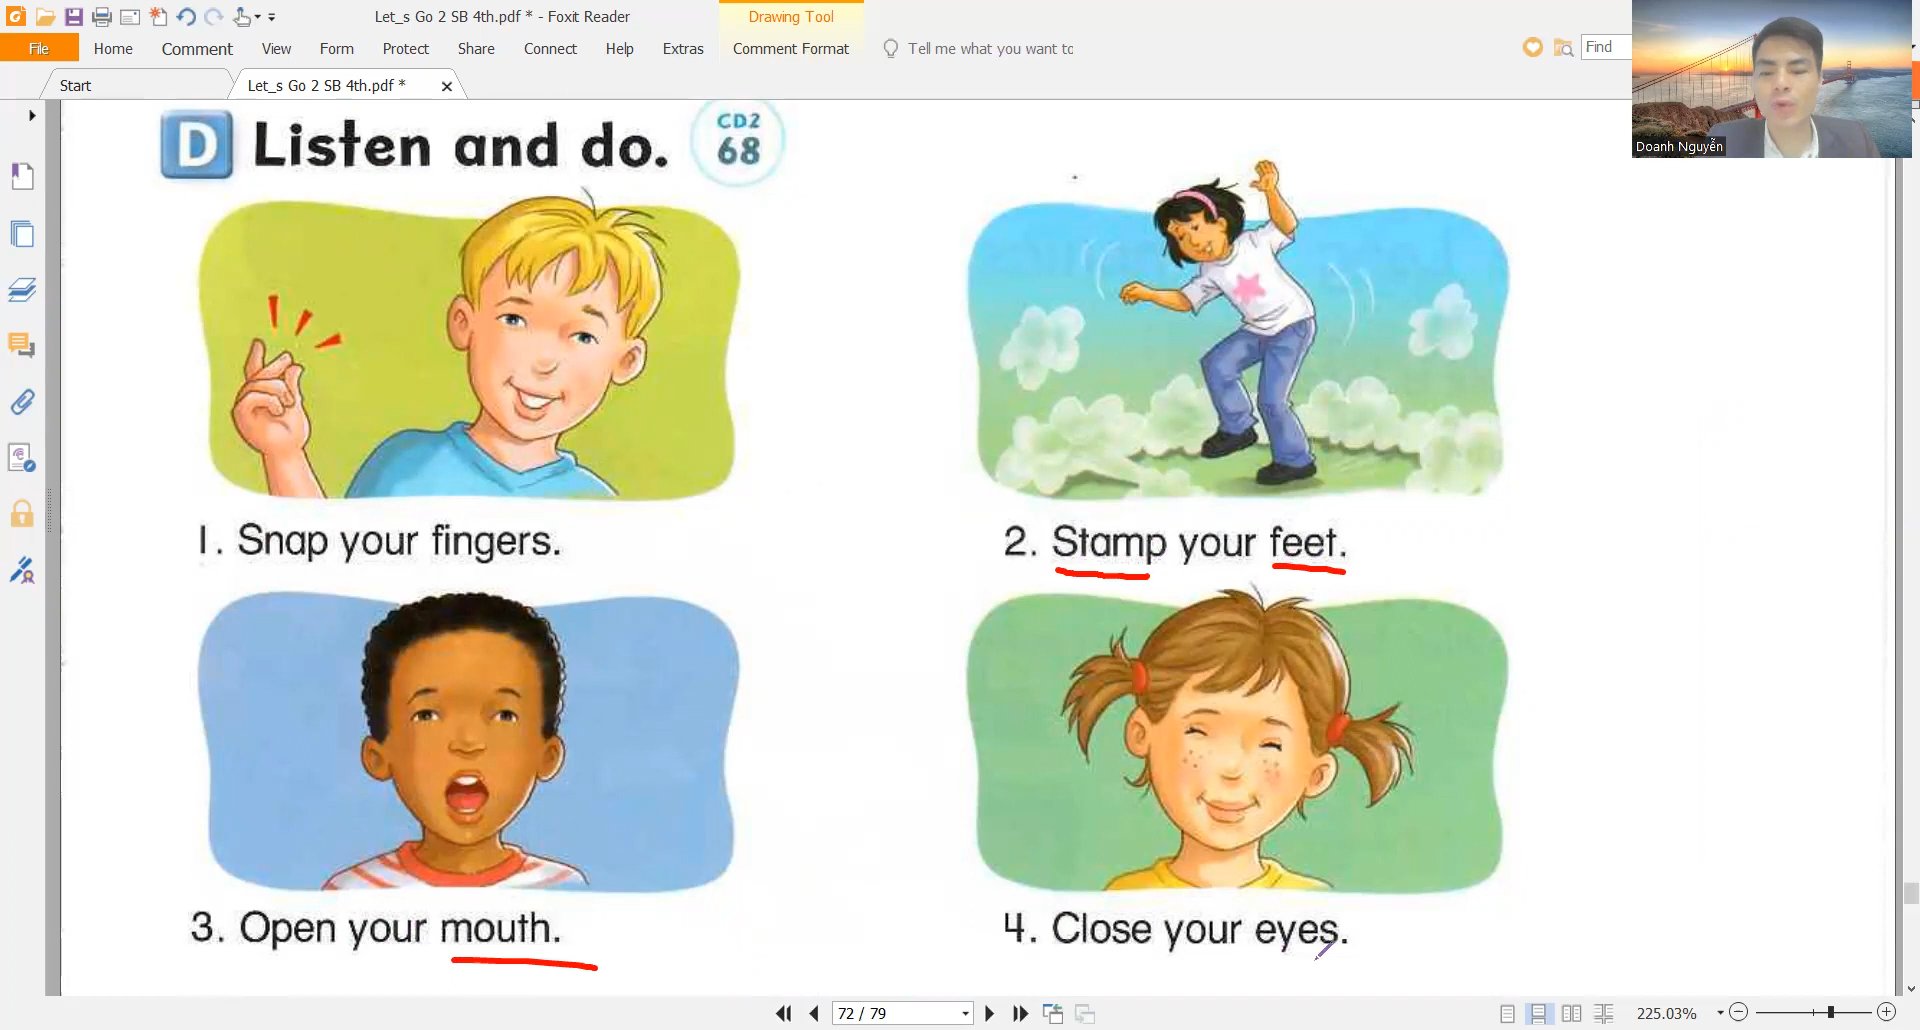 Let_s Go 2 SB 4th.pdf * - Foxit Reader
Drawing Tool
File
Home
Comment
View
Form
Protect
Share
Connect
Help
Extras
Comment Format
Tell me what you want to
Find
Start
Let_s Go 2 SB 4th.pdf *
Doanh Nguyễn
D Listen and do.
CD2
68
1. Snap your fingers.
2. Stamp your feet.
3. Open your mouth.
4. Close your eyes.
72 / 79
225.03%